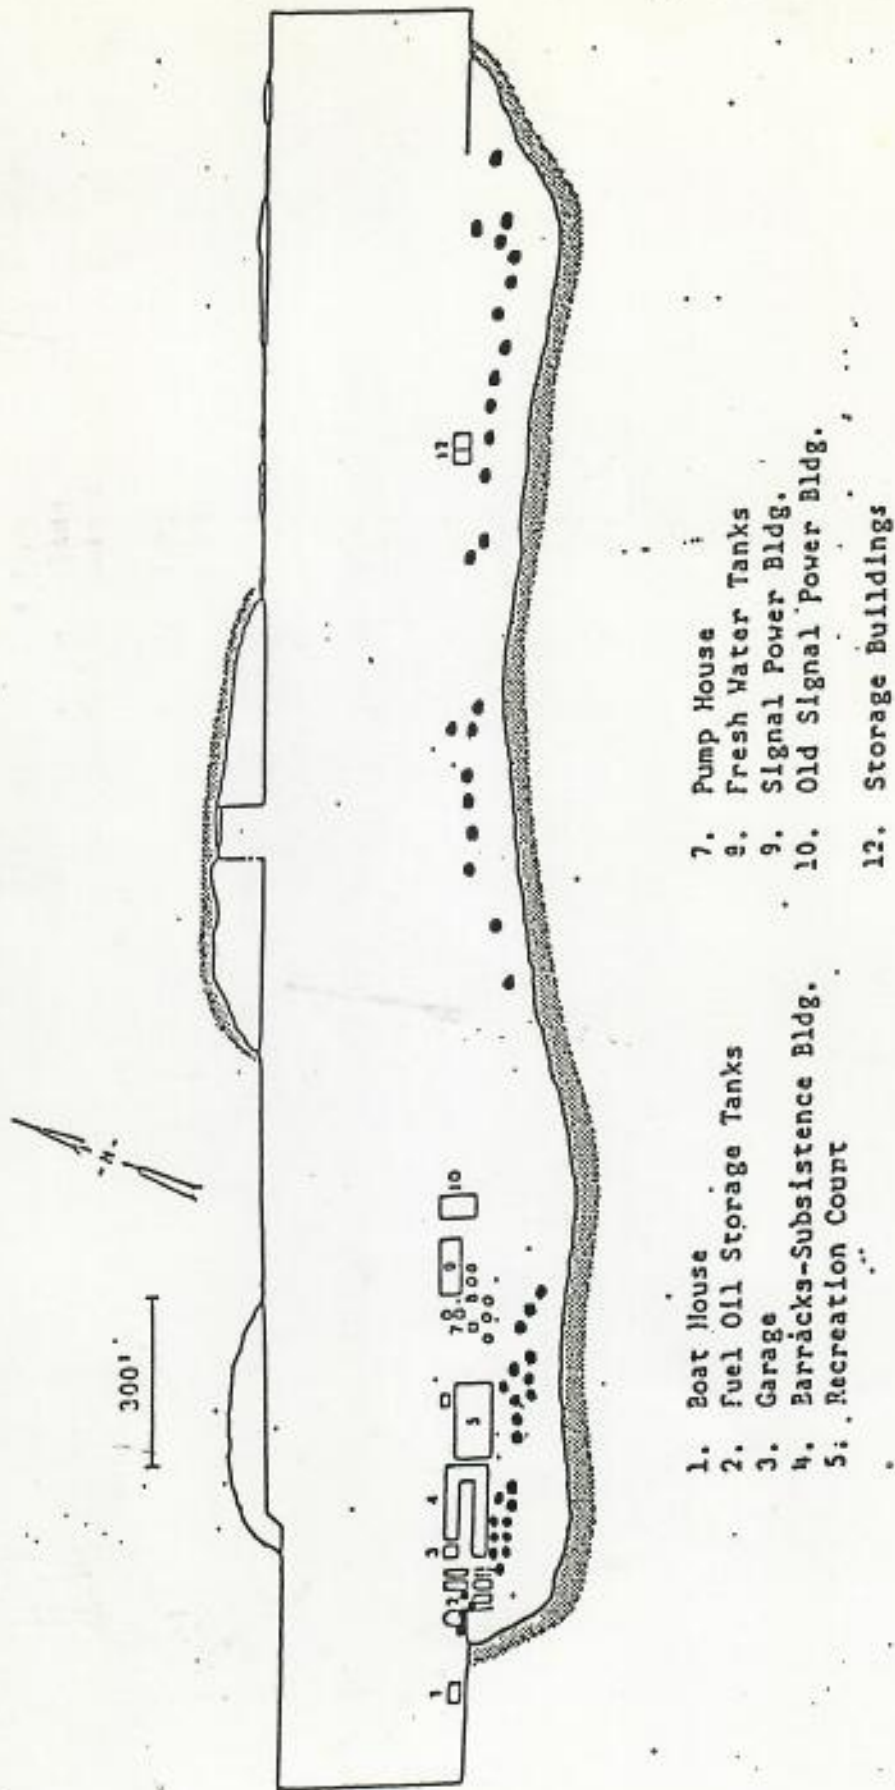 -N-
300'
1
2
3
4
5
7
8
9
10
12
1. Boat House
2. Fuel Oil Storage Tanks
3. Garage
4. Barracks-Subsistence Bldg.
5. Recreation Count
7. Pump House
8. Fresh Water Tanks
9. Signal Power Bldg.
10. Old Signal Power Bldg.
12. Storage Buildings